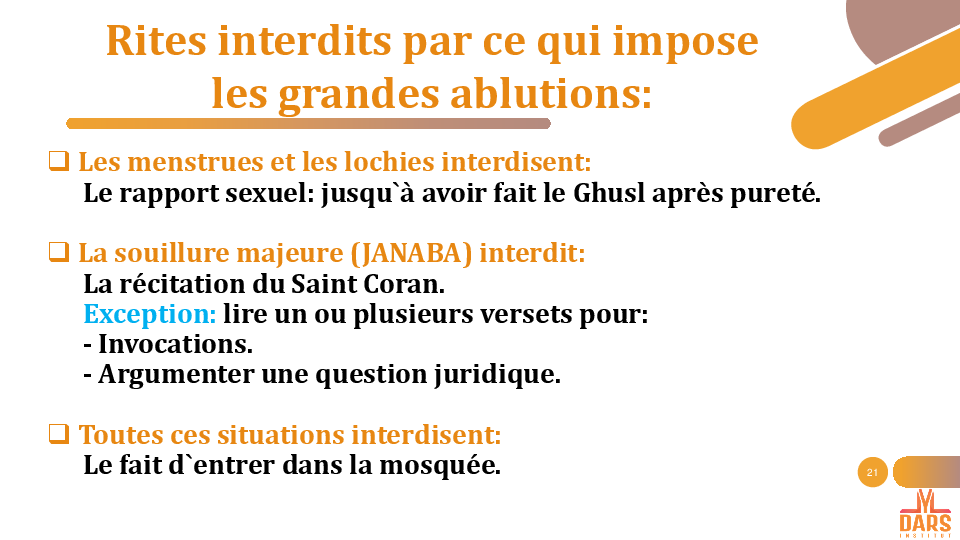 Rites interdits par ce qui impose
les grandes ablutions:
❑ Les menstrues et les lochies interdisent:
Le rapport sexuel: jusqu`à avoir fait le Ghusl après pureté.
❑ La souillure majeure (JANABA) interdit:
La récitation du Saint Coran.
Exception: lire un ou plusieurs versets pour:
- Invocations.
- Argumenter une question juridique.
❑ Toutes ces situations interdisent:
Le fait d`entrer dans la mosquée.
21
DARS
INSTITUT